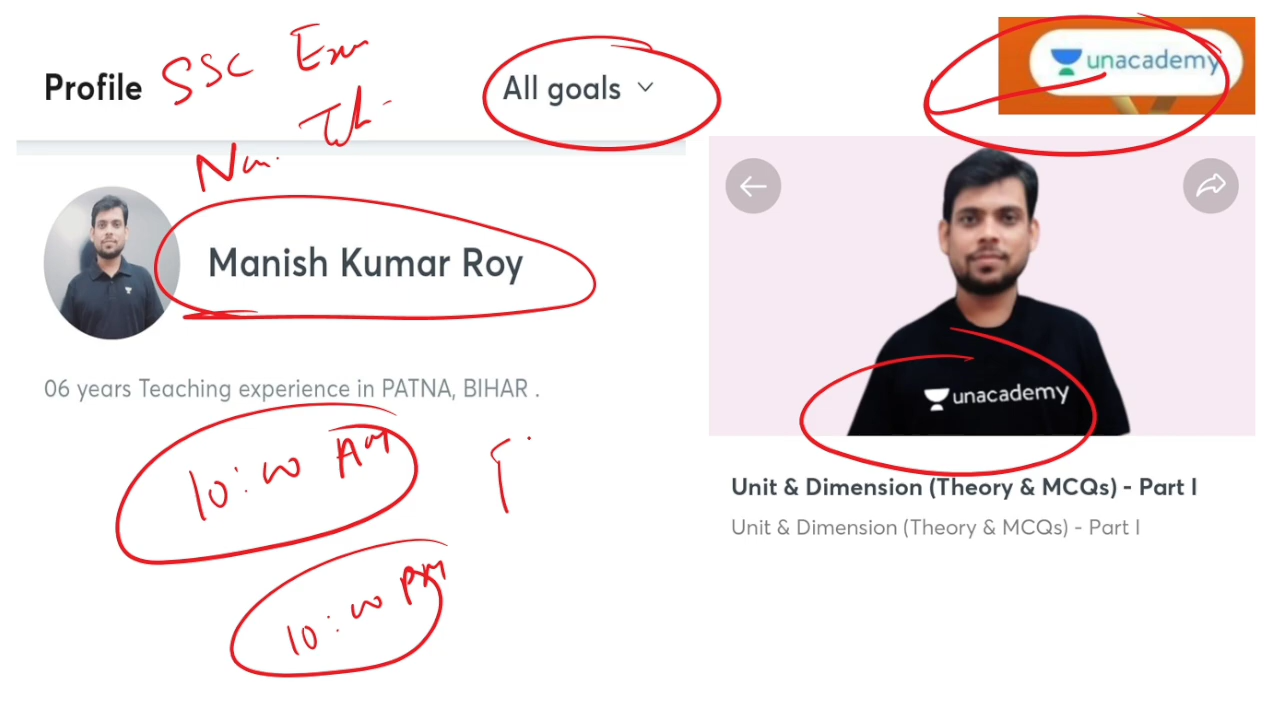 Profile
SSC Exam
All goals
unacademy
Manish Kumar Roy
06 years Teaching experience in PATNA, BIHAR .
10:00 AM
10:00 PM
unacademy
Unit & Dimension (Theory & MCQs) - Part I
Unit & Dimension (Theory & MCQs) - Part I